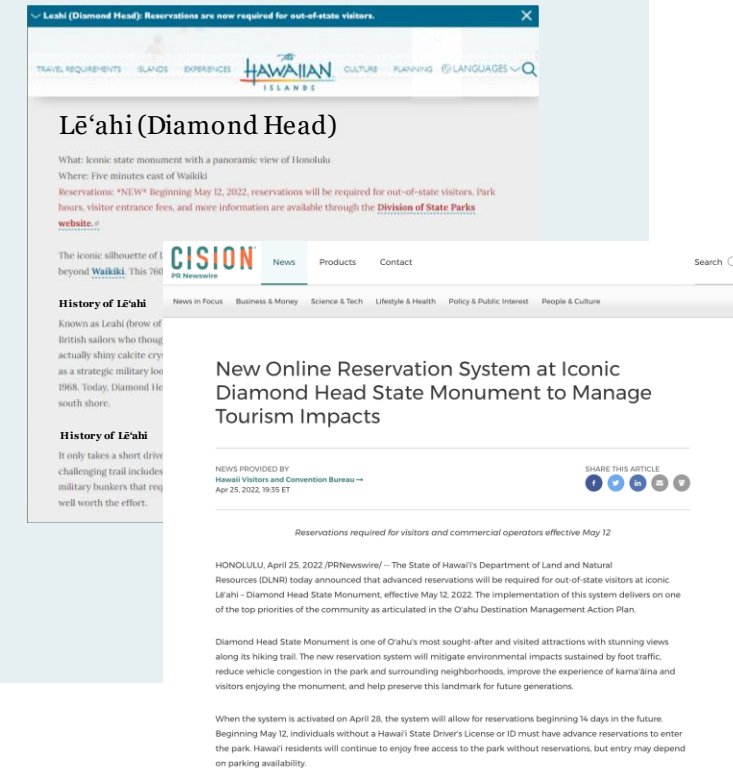 Leahi (Diamond Head): Reservations are now required for out-of-state visitors.
TRAVEL REQUIREMENTS ISLANDS EXPERIENCES The HAWAIIAN ISLANDS CULTURE PLANNING LANGUAGES
Lēʻahi (Diamond Head)
What: Iconic state monument with a panoramic view of Honolulu
Where: Five minutes east of Waikiki
Reservations: *NEW* Beginning May 12, 2022, reservations will be required for out-of-state visitors. Park
hours, visitor entrance fees, and more information are available through the Division of State Parks
website.
The iconic silhouette of
beyond Waikiki. This 760
History of Lēʻahi
Known as Leahi (brow of
British sailors who thoug
actually shiny calcite crys
as a strategic military loo
1968. Today, Diamond He
south shore.
History of Lēʻahi
It only takes a short drive
challenging trail includes
military bunkers that req
well worth the effort.
CISION
PR Newswire
News Products Contact Search
News in Focus Business & Money Science & Tech Lifestyle & Health Policy & Public Interest People & Culture
New Online Reservation System at Iconic
Diamond Head State Monument to Manage
Tourism Impacts
NEWS PROVIDED BY
Hawaii Visitors and Convention Bureau →
Apr 25, 2022, 19:35 ET
SHARE THIS ARTICLE
Reservations required for visitors and commercial operators effective May 12
HONOLULU, April 25, 2022 /PRNewswire/ -- The State of Hawai'i's Department of Land and Natural
Resources (DLNR) today announced that advanced reservations will be required for out-of-state visitors at iconic
Lē'ahi – Diamond Head State Monument, effective May 12, 2022. The implementation of this system delivers on one
of the top priorities of the community as articulated in the O'ahu Destination Management Action Plan.
Diamond Head State Monument is one of O'ahu's most sought-after and visited attractions with stunning views
along its hiking trail. The new reservation system will mitigate environmental impacts sustained by foot traffic,
reduce vehicle congestion in the park and surrounding neighborhoods, improve the experience of kama'āina and
visitors enjoying the monument, and help preserve this landmark for future generations.
When the system is activated on April 28, the system will allow for reservations beginning 14 days in the future.
Beginning May 12, individuals without a Hawai'i State Driver's License or ID must have advance reservations to enter
the park. Hawai'i residents will continue to enjoy free access to the park without reservations, but entry may depend
on parking availability.